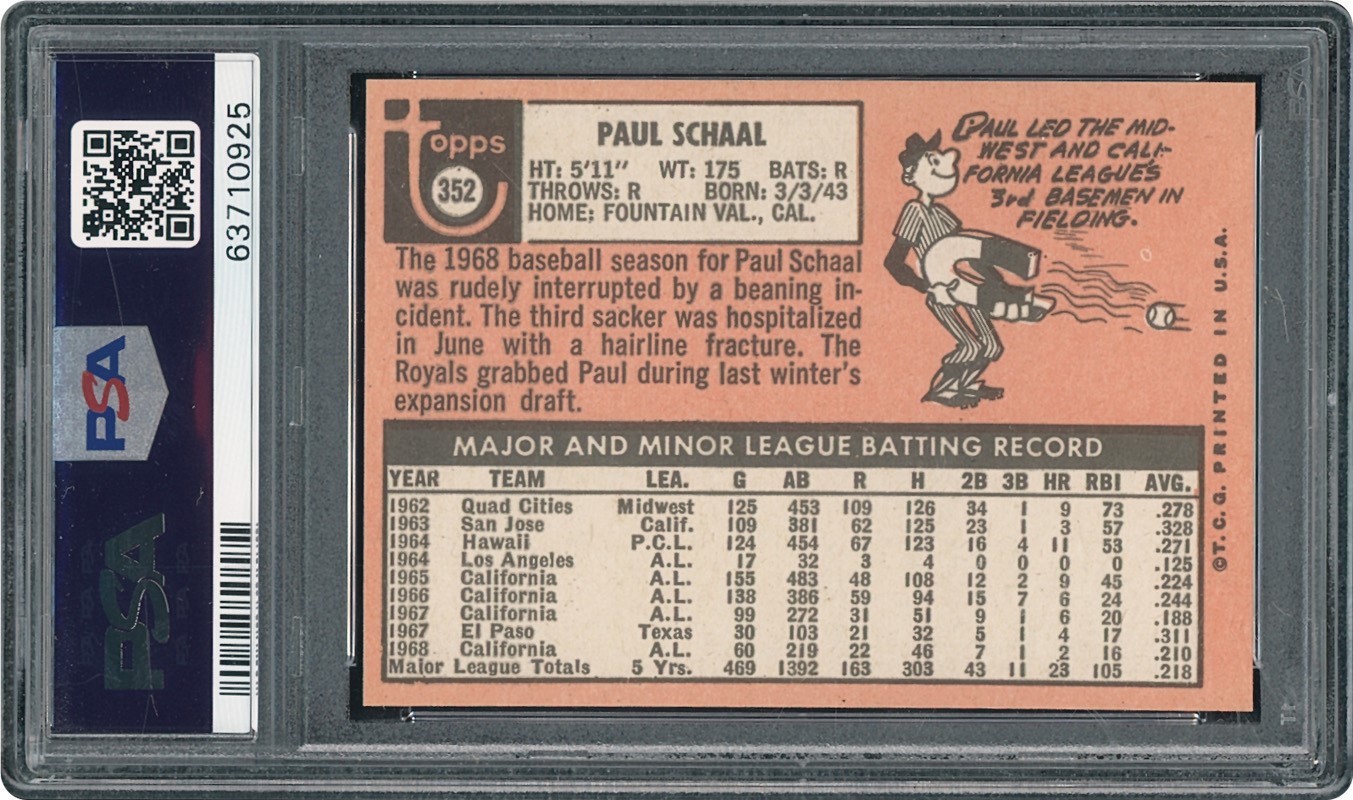 63710925
PSA
PSA
Topps
352
PAUL SCHAAL
HT: 5'11" WT: 175 BATS: R
THROWS: R BORN: 3/3/43
HOME: FOUNTAIN VAL., CAL.
PAUL LED THE MID-
WEST AND CALI-
FORNIA LEAGUE'S
3rd BASEMEN IN
FIELDING.
The 1968 baseball season for Paul Schaal
was rudely interrupted by a beaning in-
cident. The third sacker was hospitalized
in June with a hairline fracture. The
Royals grabbed Paul during last winter's
expansion draft.
MAJOR AND MINOR LEAGUE BATTING RECORD
YEAR TEAM LEA. G AB R H 2B 3B HR RBI AVG.
1962 Quad Cities Midwest 125 453 109 126 34 1 9 73 .278
1963 San Jose Calif. 109 381 62 125 23 1 3 57 .328
1964 Hawaii P.C.L. 124 454 67 123 16 4 11 53 .271
1964 Los Angeles A.L. 17 32 3 4 0 0 0 0 .125
1965 California A.L. 155 483 48 108 12 2 9 45 .224
1966 California A.L. 138 386 59 94 15 7 6 24 .244
1967 California A.L. 99 272 31 51 9 1 6 20 .188
1967 El Paso Texas 30 103 21 32 5 1 4 17 .311
1968 California A.L. 60 219 22 46 7 1 2 16 .210
Major League Totals 5 Yrs. 469 1392 163 303 43 11 23 105 .218
©T.C.G. PRINTED IN U.S.A.
PSA